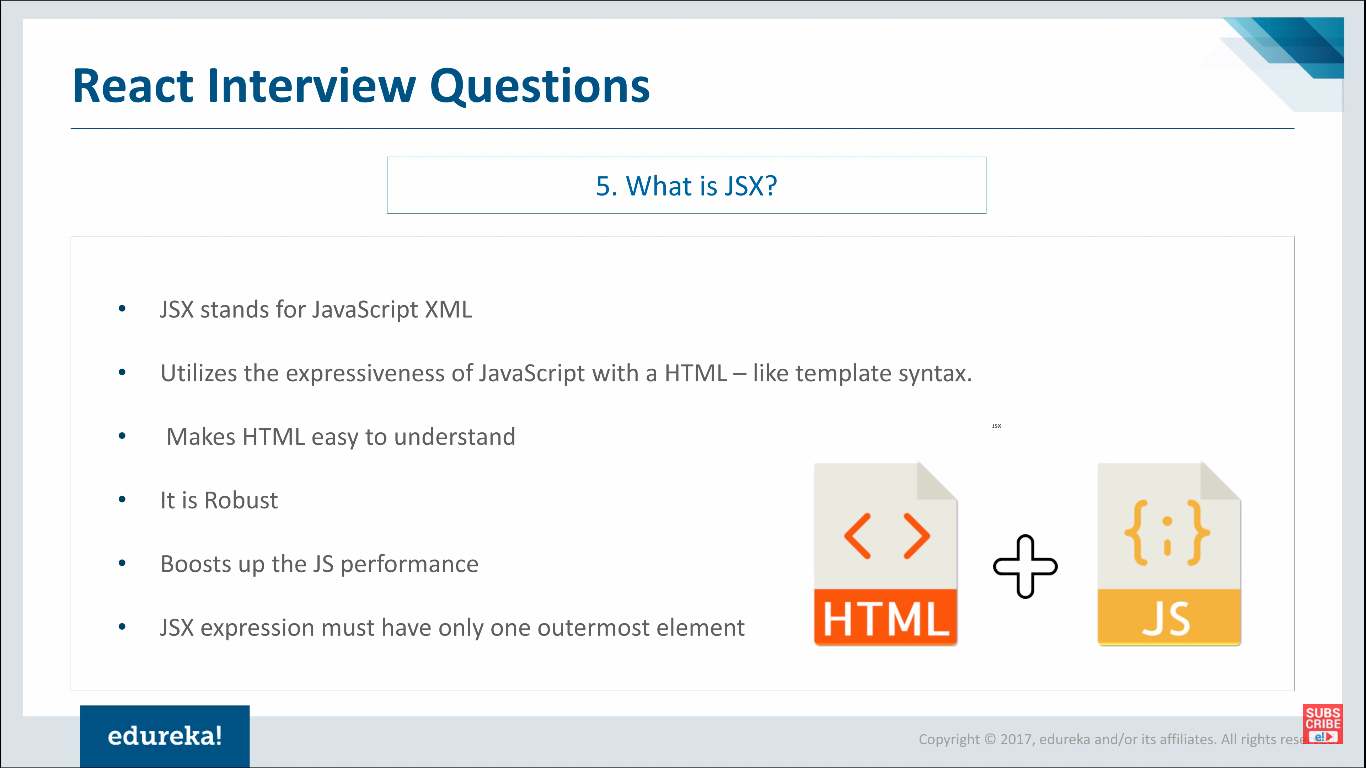 React Interview Questions
5. What is JSX?
• JSX stands for JavaScript XML
• Utilizes the expressiveness of JavaScript with a HTML – like template syntax.
• Makes HTML easy to understand
JSX
• It is Robust
• Boosts up the JS performance
• JSX expression must have only one outermost element
< >
HTML
{;}
JS
edureka!
Copyright © 2017, edureka and/or its affiliates. All rights
SUBS
CRIBE
e!